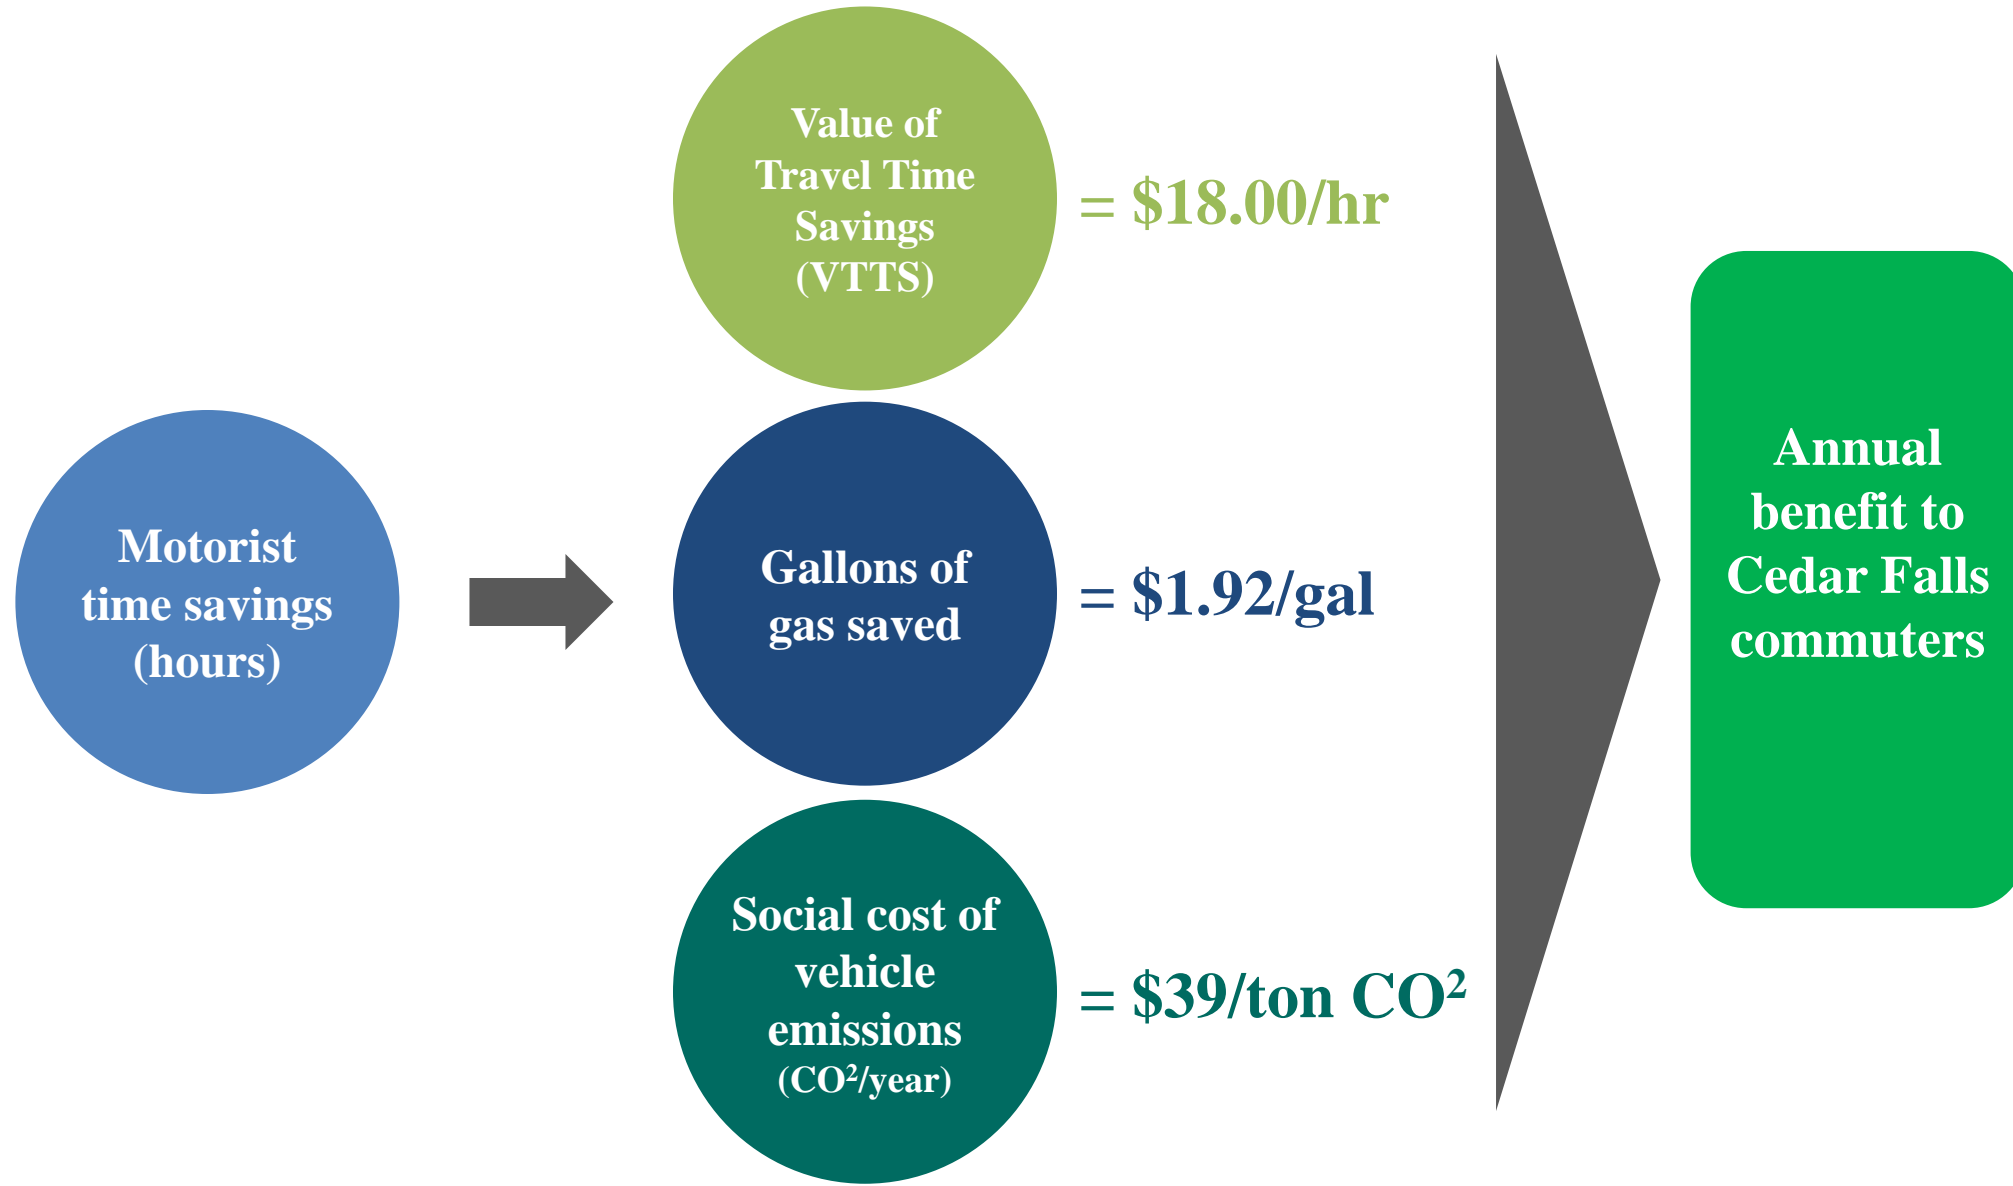 Value of
Travel Time
Savings
(VTTS)
= $18.00/hr
Motorist
time savings
(hours)
Gallons of
gas saved
= $1.92/gal
Social cost of
vehicle
emissions
(CO²/year)
= $39/ton CO²
Annual
benefit to
Cedar Falls
commuters